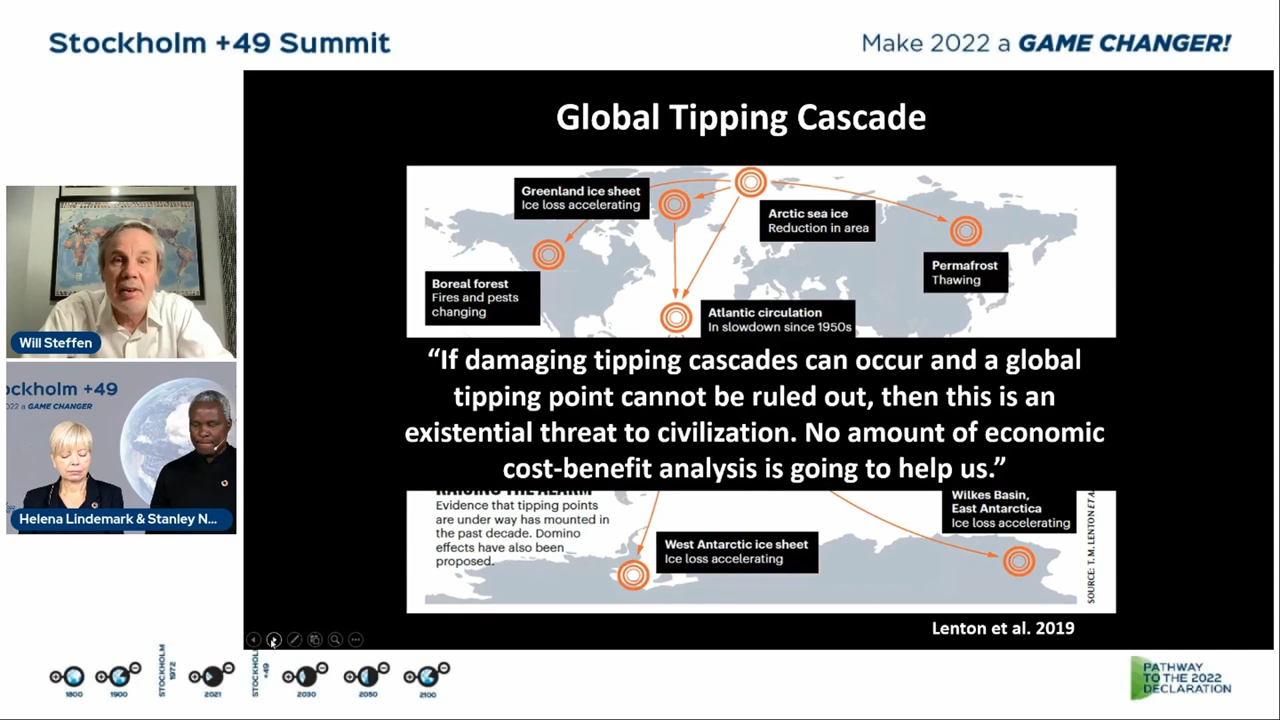 Stockholm +49 Summit
Make 2022 a GAME CHANGER!
Global Tipping Cascade
Greenland ice sheet
Ice loss accelerating
Arctic sea ice
Reduction in area
Permafrost
Thawing
Boreal forest
Fires and pests
changing
Atlantic circulation
In slowdown since 1950s
“If damaging tipping cascades can occur and a global
tipping point cannot be ruled out, then this is an
existential threat to civilization. No amount of economic
cost-benefit analysis is going to help us.”
RAISING THE ALARM
Evidence that tipping points
are under way has mounted in
the past decade. Domino
effects have also been
proposed.
West Antarctic ice sheet
Ice loss accelerating
Wilkes Basin,
East Antarctica
Ice loss accelerating
SOURCE: T. M. LENTON ET A
Lenton et al. 2019
Will Steffen
ockholm +49
022 a GAME CHANGER!
Helena Lindemark & Stanley N...
1800
1900
STOCKHOLM
1972
2021
STOCKHOL
+49
2030
2050
2100
PATHWAY
TO THE 2022
DECLARATION